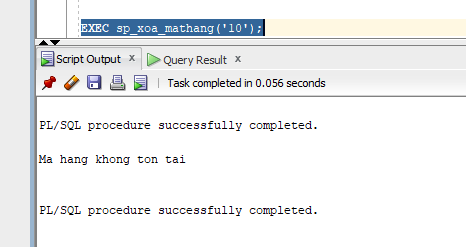 EXEC sp_xoa_mathang('10');
Script Output x Query Result x
Task completed in 0.056 seconds
PL/SQL procedure successfully completed.
Ma hang khong ton tai
PL/SQL procedure successfully completed.